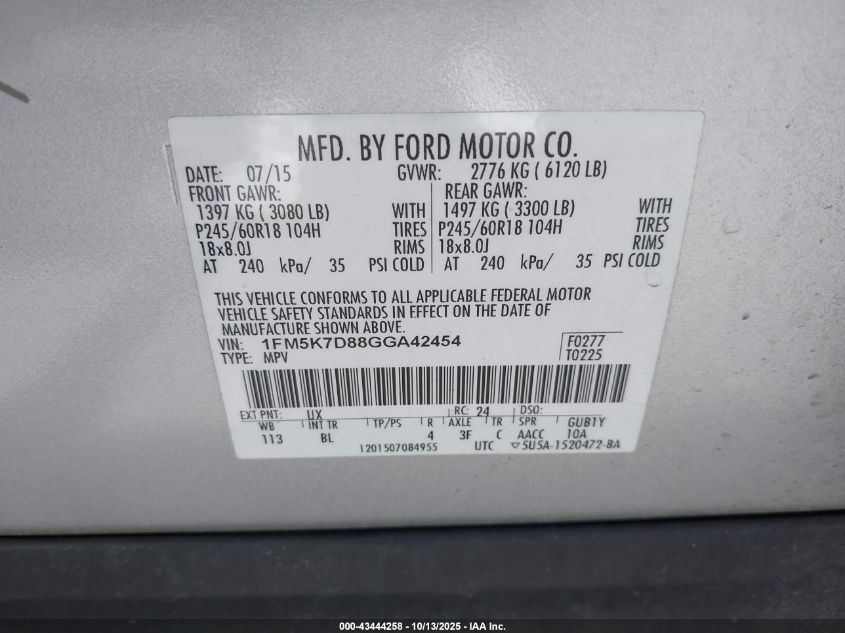 MFD. BY FORD MOTOR CO.
DATE: 07/15 GVWR: 2776 KG ( 6120 LB)
FRONT GAWR: REAR GAWR:
1397 KG ( 3080 LB) WITH 1497 KG ( 3300 LB) WITH
P245/60R18 104H TIRES P245/60R18 104H TIRES
18x8.0J RIMS 18x8.0J RIMS
AT 240 kPa/ 35 PSI COLD AT 240 kPa/ 35 PSI COLD
THIS VEHICLE CONFORMS TO ALL APPLICABLE FEDERAL MOTOR
VEHICLE SAFETY STANDARDS IN EFFECT ON THE DATE OF
MANUFACTURE SHOWN ABOVE.
VIN: 1FM5K7D88GGA42454 F0277
TYPE: MPV T0225
EXT PNT: UX RC: 24 DSO:
WB INT TR TP/PS R AXLE TR SPR GUB1Y
113 BL 4 3F C AACC 10A
1201507084955 UTC ▽5U5A-1520472-BA
000-43444258 - 10/13/2025 - IAA Inc.